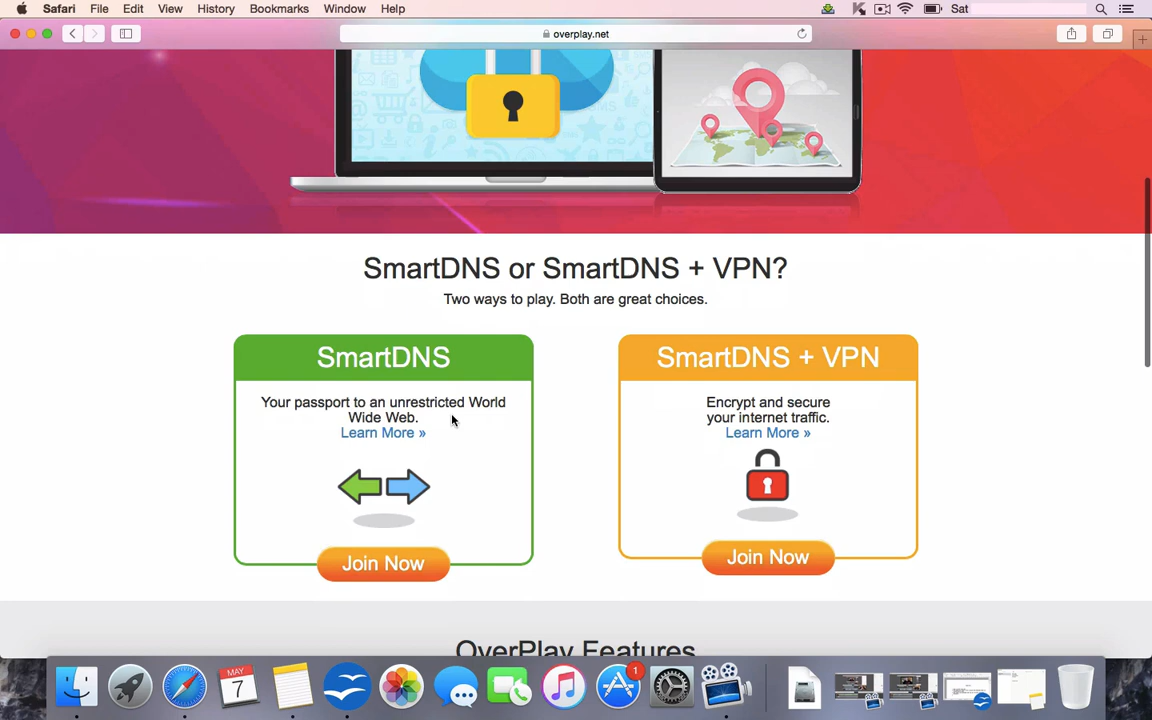 Safari File Edit View History Bookmarks Window Help Sat
overplay.net
SmartDNS or SmartDNS + VPN?
Two ways to play. Both are great choices.
SmartDNS
Your passport to an unrestricted World
Wide Web.
Learn More »
Join Now
SmartDNS + VPN
Encrypt and secure
your internet traffic.
Learn More »
Join Now
OverPlay Features
MAY
7
1